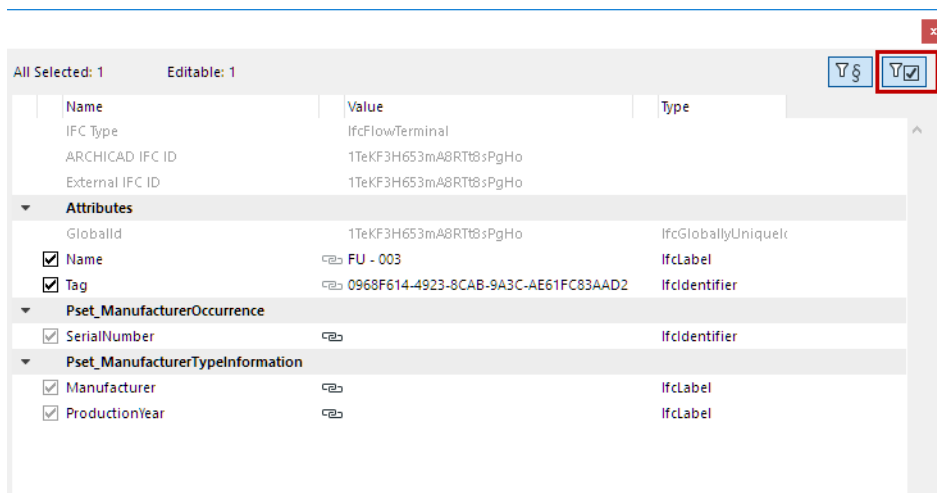 x
All Selected: 1 Editable: 1 §
Name Value Type
IFC Type IfcFlowTerminal
ARCHICAD IFC ID 1TeKF3H653mA8RTt8sPgHo
External IFC ID 1TeKF3H653mA8RTt8sPgHo
Attributes
GlobalId 1TeKF3H653mA8RTt8sPgHo
Name FU - 003 IfcLabel
Tag 0968F614-4923-8CAB-9A3C-AE61FC83AAD2 IfcIdentifier
Pset_ManufacturerOccurrence
SerialNumber IfcIdentifier
Pset_ManufacturerTypeInformation
Manufacturer IfcLabel
ProductionYear IfcLabel